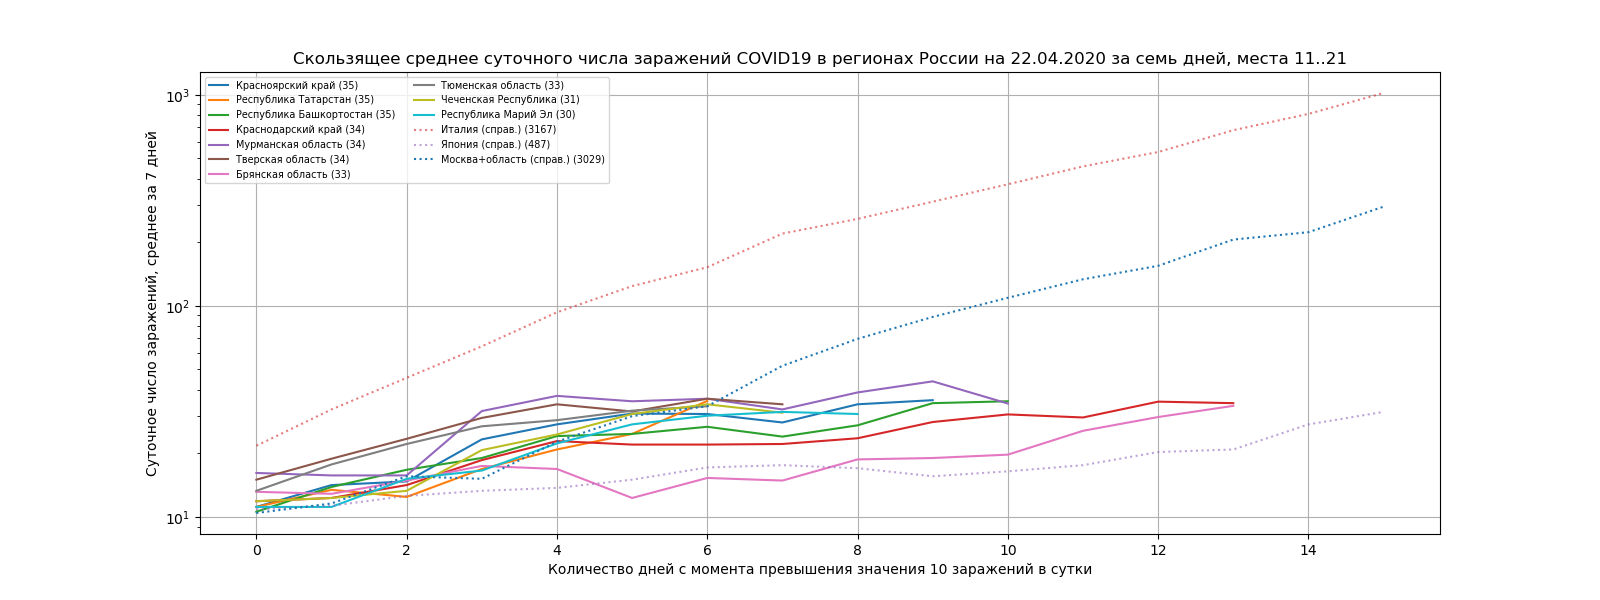 Скользящее среднее суточного числа заражений COVID19 в регионах России на 22.04.2020 за семь дней, места 11..21
Суточное число заражений, среднее за 7 дней
10³
10²
10¹
Красноярский край (35)
Республика Татарстан (35)
Республика Башкортостан (35)
Краснодарский край (34)
Мурманская область (34)
Тверская область (34)
Брянская область (33)
Тюменская область (33)
Чеченская Республика (31)
Республика Марий Эл (30)
Италия (справ.) (3167)
Япония (справ.) (487)
Москва+область (справ.) (3029)
0 2 4 6 8 10 12 14
Количество дней с момента превышения значения 10 заражений в сутки